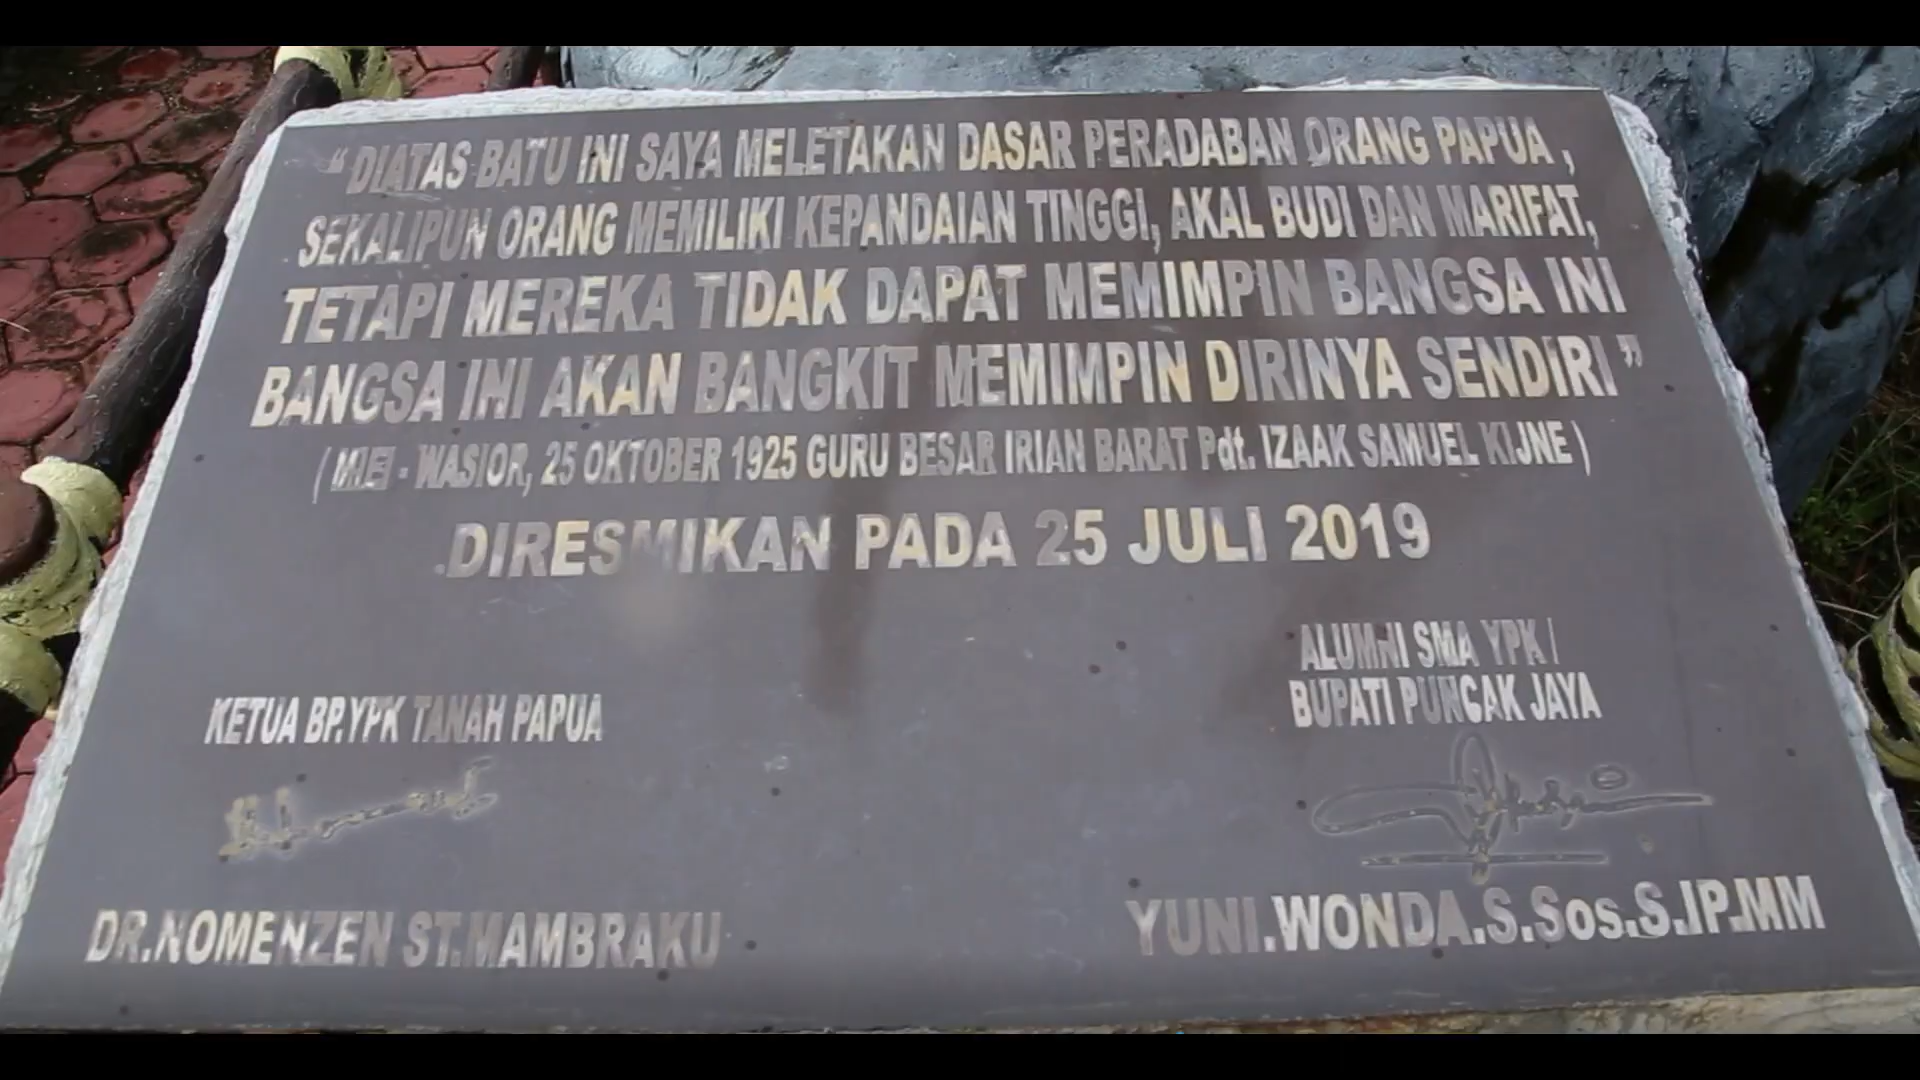 “ DIATAS BATU INI SAYA MELETAKAN DASAR PERADABAN ORANG PAPUA ,
SEKALIPUN ORANG MEMILIKI KEPANDAIAN TINGGI, AKAL BUDI DAN MARIFAT,
TETAPI MEREKA TIDAK DAPAT MEMIMPIN BANGSA INI
BANGSA INI AKAN BANGKIT MEMIMPIN DIRINYA SENDIRI ”
( MIEI - WASIOR, 25 OKTOBER 1925 GURU BESAR IRIAN BARAT Pdt. IZAAK SAMUEL KIJNE )
.DIRESMIKAN PADA 25 JULI 2019
KETUA BP.YPK TANAH PAPUA
DR.NOMENZEN ST.MAMBRAKU
ALUMNI SMA YPK /
BUPATI PUNCAK JAYA
YUNI.WONDA.S.Sos.S.IP.MM